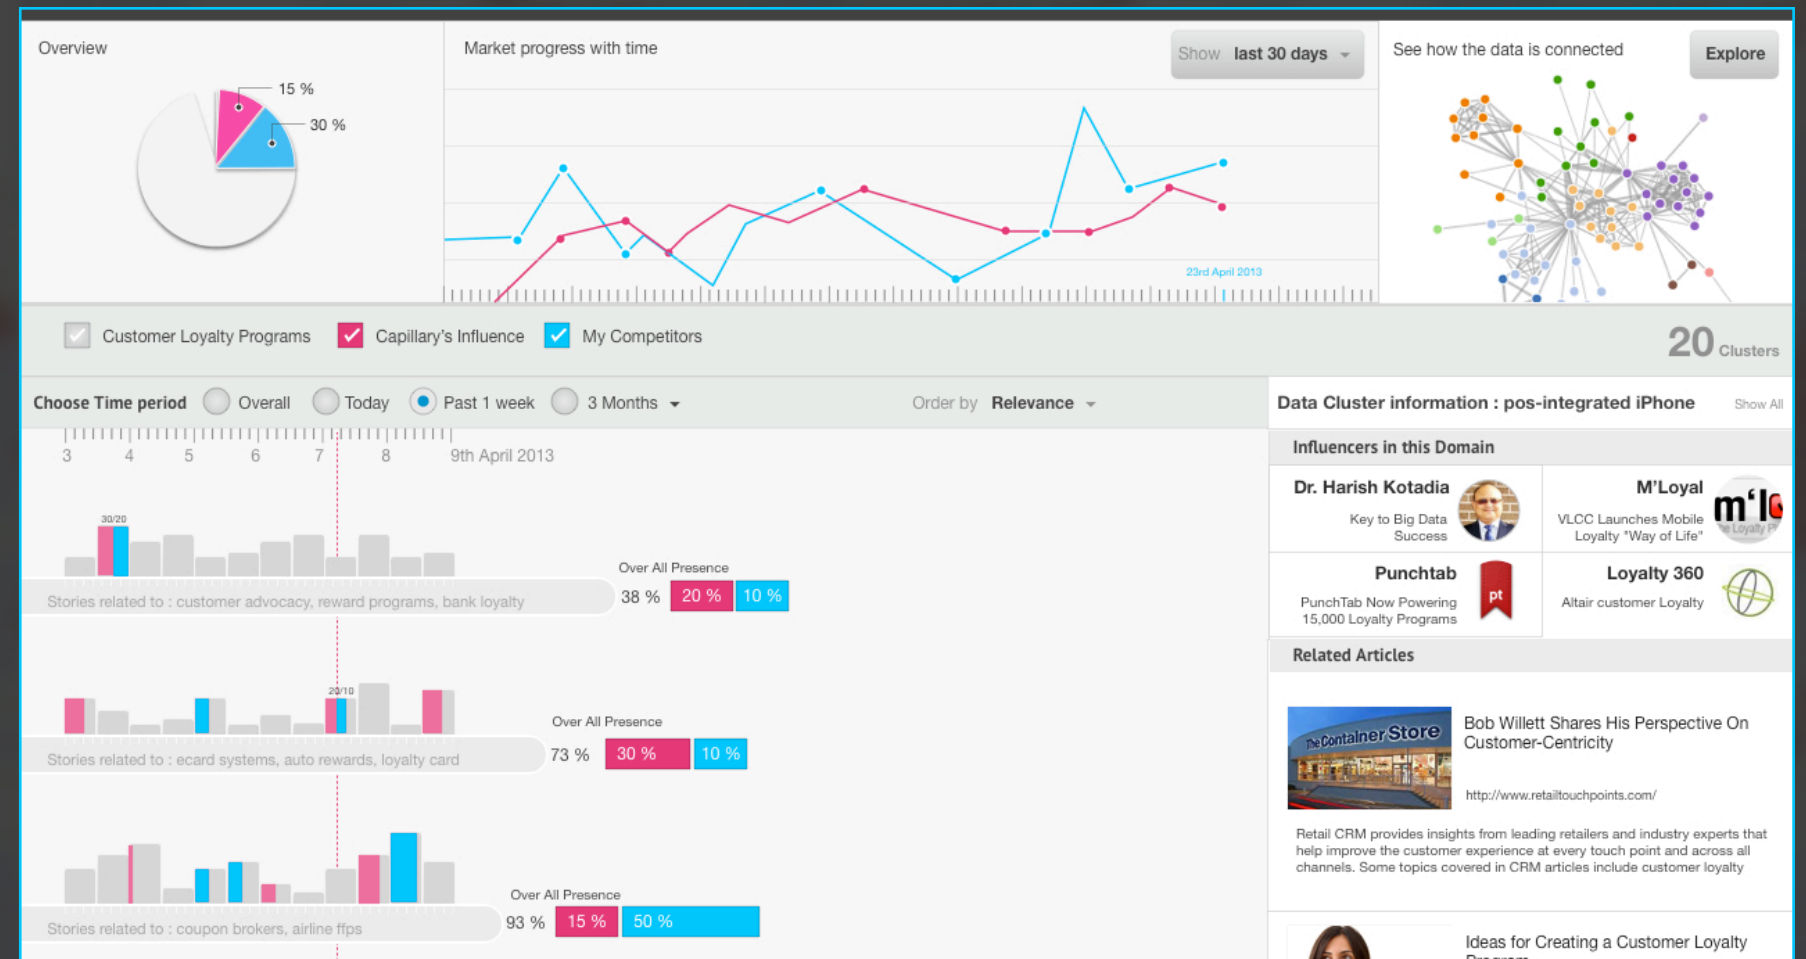 Overview
15 %
30 %
Market progress with time
Show last 30 days
23rd April 2013
See how the data is connected
Explore
Customer Loyalty Programs
Capillary's Influence
My Competitors
20 Clusters
Choose Time period
Overall
Today
Past 1 week
3 Months
Order by Relevance
3 4 5 6 7 8 9th April 2013
30/20
Stories related to : customer advocacy, reward programs, bank loyalty
Over All Presence
38 % 20 % 10 %
20/10
Stories related to : ecard systems, auto rewards, loyalty card
Over All Presence
73 % 30 % 10 %
Stories related to : coupon brokers, airline ffps
Over All Presence
93 % 15 % 50 %
Data Cluster information : pos-integrated iPhone
Show All
Influencers in this Domain
Dr. Harish Kotadia
Key to Big Data
Success
M'Loyal
VLCC Launches Mobile
Loyalty "Way of Life"
m'lo
Punchtab
PunchTab Now Powering
15,000 Loyalty Programs
pt
Loyalty 360
Altair customer Loyalty
Related Articles
The Container Store
Bob Willett Shares His Perspective On
Customer-Centricity
http://www.retailtouchpoints.com/
Retail CRM provides insights from leading retailers and industry experts that
help improve the customer experience at every touch point and across all
channels. Some topics covered in CRM articles include customer loyalty
Ideas for Creating a Customer Loyalty